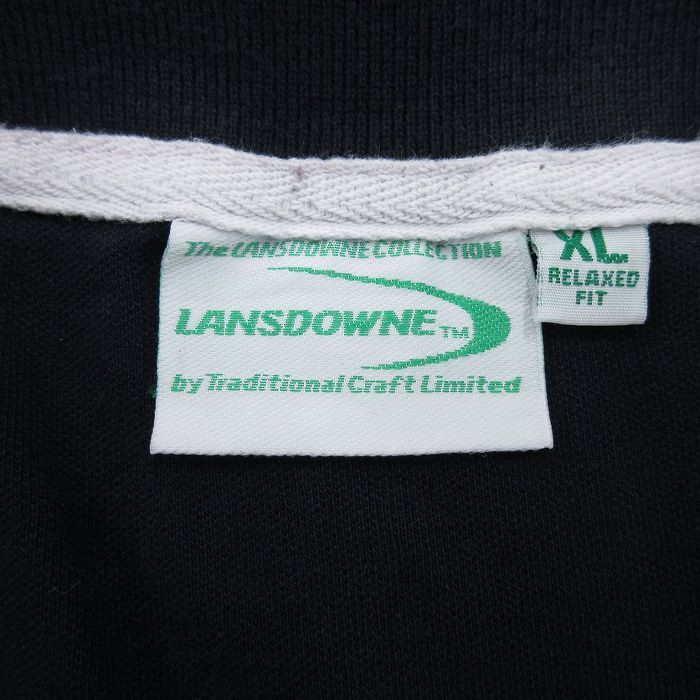 The LANSDOWNE COLLECTION
LANSDOWNE™
by Traditional Craft Limited
XL
RELAXED
FIT